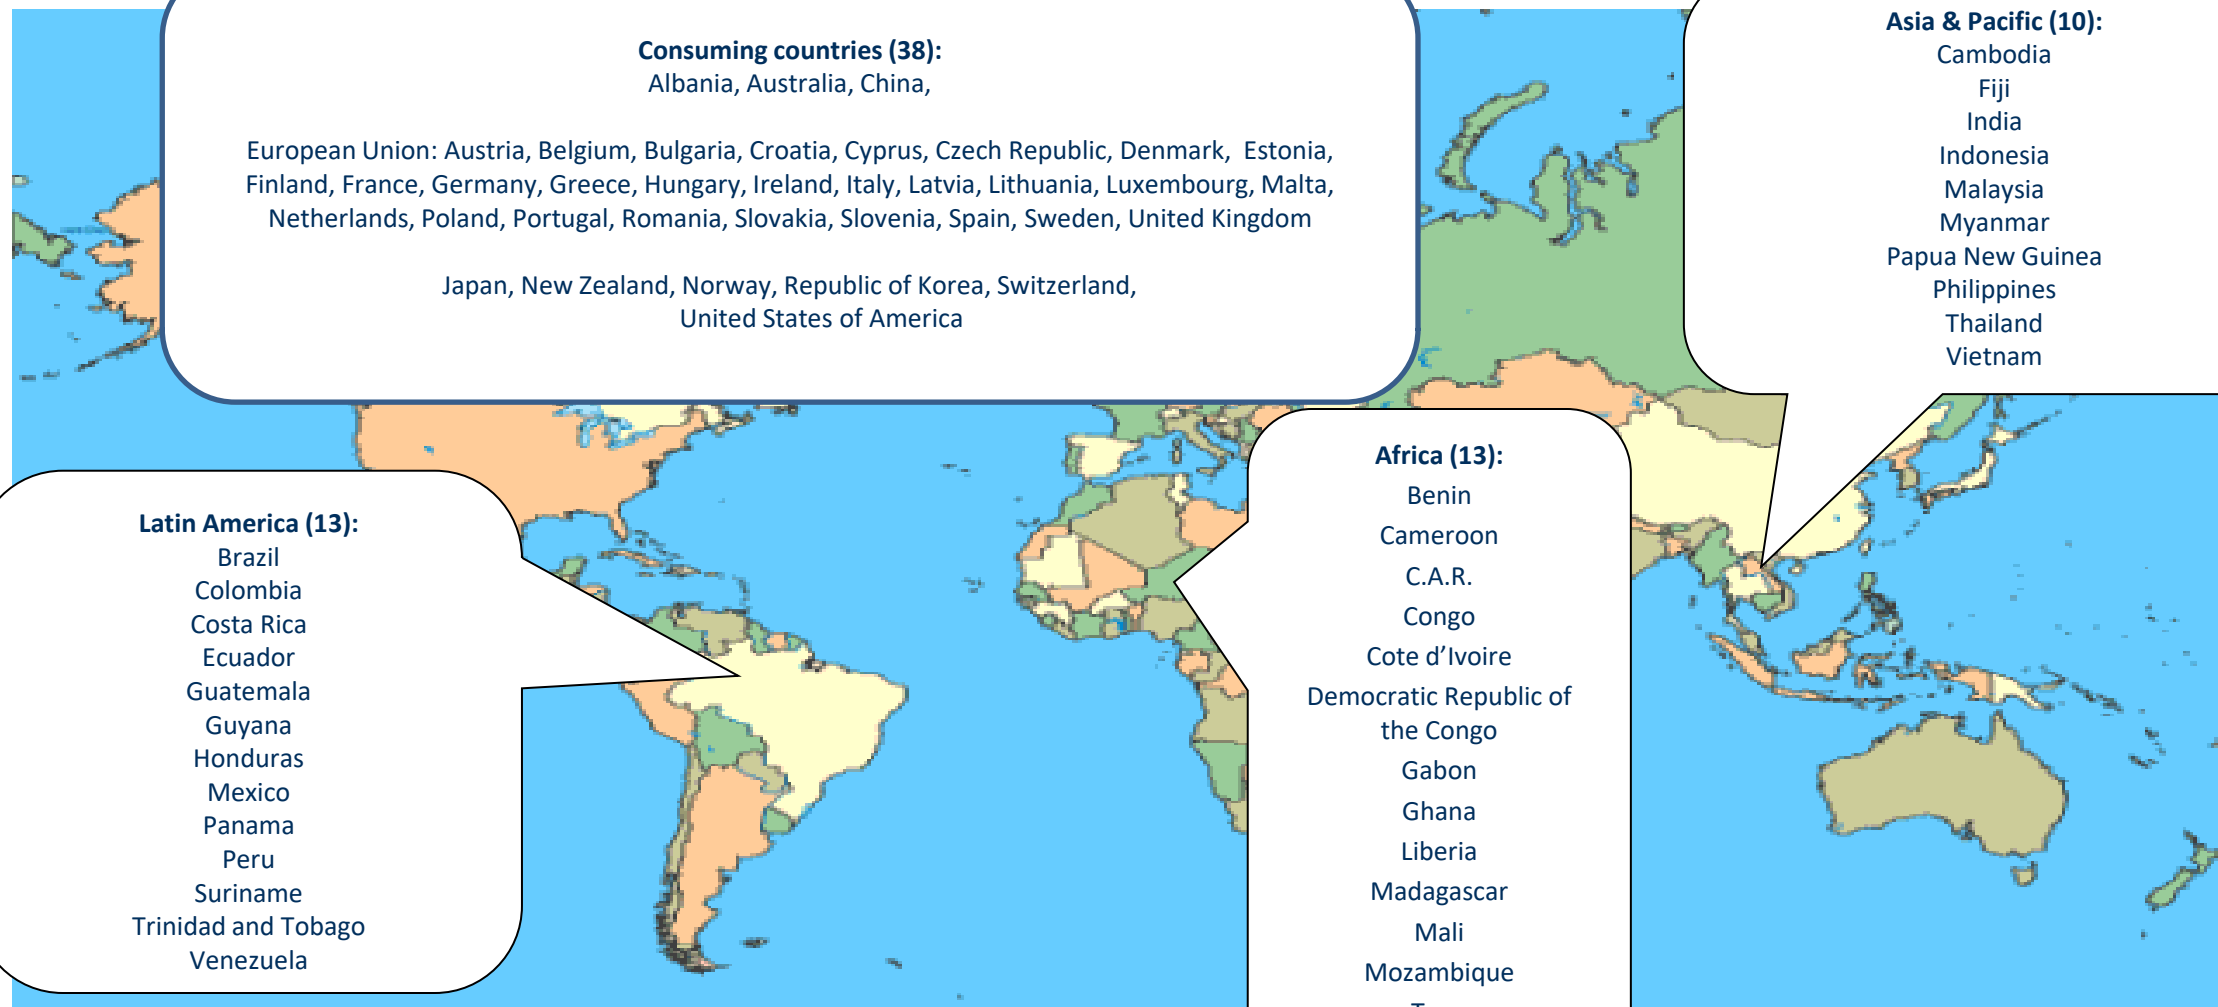 Consuming countries (38):
Albania, Australia, China,
European Union: Austria, Belgium, Bulgaria, Croatia, Cyprus, Czech Republic, Denmark, Estonia,
Finland, France, Germany, Greece, Hungary, Ireland, Italy, Latvia, Lithuania, Luxembourg, Malta,
Netherlands, Poland, Portugal, Romania, Slovakia, Slovenia, Spain, Sweden, United Kingdom
Japan, New Zealand, Norway, Republic of Korea, Switzerland,
United States of America
Asia & Pacific (10):
Cambodia
Fiji
India
Indonesia
Malaysia
Myanmar
Papua New Guinea
Philippines
Thailand
Vietnam
Latin America (13):
Brazil
Colombia
Costa Rica
Ecuador
Guatemala
Guyana
Honduras
Mexico
Panama
Peru
Suriname
Trinidad and Tobago
Venezuela
Africa (13):
Benin
Cameroon
C.A.R.
Congo
Cote d’Ivoire
Democratic Republic of
the Congo
Gabon
Ghana
Liberia
Madagascar
Mali
Mozambique